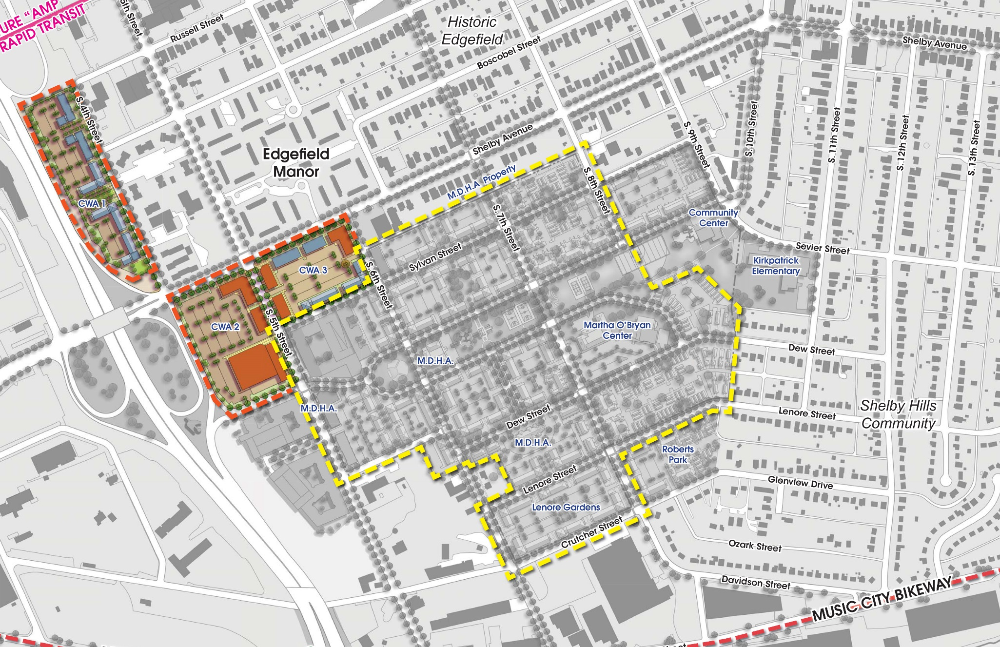 URE "AMP
RAPID TRANSIT
5th Street
Russell Street
Historic
Edgefield
Boscobel Street
Shelby Avenue
S. 4th Street
S. 10th Street
S. 11th Street
S. 12th Street
S. 13th Street
S. 9th Street
Shelby Avenue
Edgefield
Manor
M.D.H.A Property
S. 8th Street
CWA 1
S. 7th Street
Community
Center
Sevier Street
Kirkpatrick
Elementary
Sylvan Street
CWA 3
S. 6th Street
CWA 2
S. 5th Street
Martha O'Bryan
Center
Dew Street
M.D.H.A.
M.D.H.A.
Dew Street
Lenore Street
Shelby Hills
Community
M.D.H.A.
Roberts
Park
Lenore Street
Glenview Drive
Lenore Gardens
Crutcher Street
Ozark Street
Davidson Street
MUSIC CITY BIKEWAY